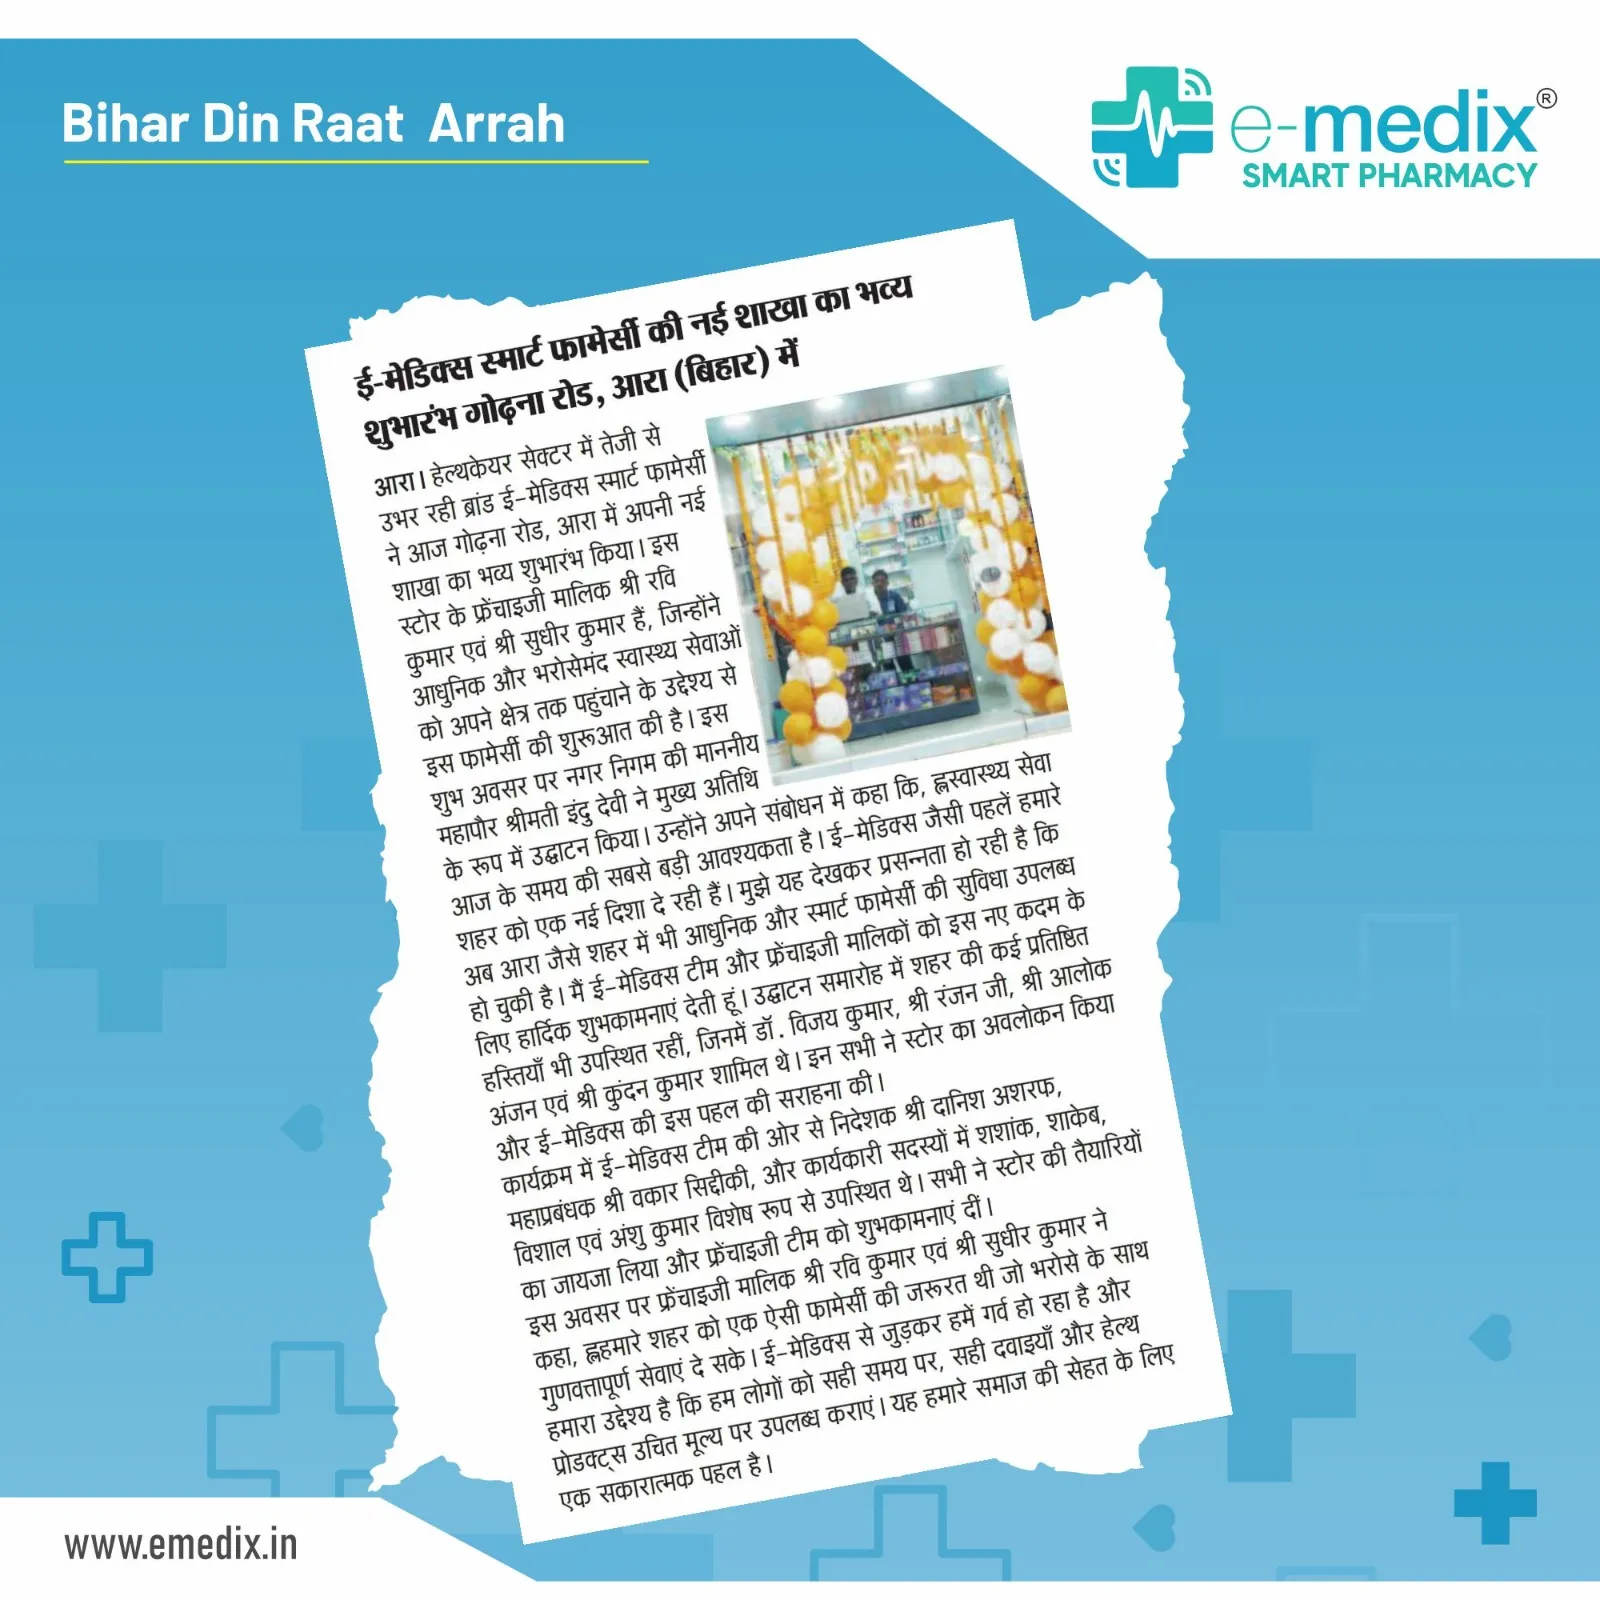 Bihar Din Raat Arrah
e-medix®
SMART PHARMACY
ई-मेडिक्स स्मार्ट फामेर्सी की नई शाखा का भव्य
शुभारंभ गोढ़ना रोड, आरा (बिहार) में
आरा। हेल्थकेयर सेक्टर में तेजी से
उभर रही ब्रांड ई-मेडिक्स स्मार्ट फामेर्सी
ने आज गोढ़ना रोड, आरा में अपनी नई
शाखा का भव्य शुभारंभ किया। इस
स्टोर के फ्रेंचाइजी मालिक श्री रवि
कुमार एवं श्री सुधीर कुमार हैं, जिन्होंने
आधुनिक और भरोसेमंद स्वास्थ्य सेवाओं
को अपने क्षेत्र तक पहुंचाने के उद्देश्य से
इस फामेर्सी की शुरूआत की है। इस
शुभ अवसर पर नगर निगम की माननीय
महापौर श्रीमती इंदु देवी ने मुख्य अतिथि
के रूप में उद्घाटन किया। उन्होंने अपने संबोधन में कहा कि, ह्लस्वास्थ्य सेवा
आज के समय की सबसे बड़ी आवश्यकता है। ई-मेडिक्स जैसी पहलें हमारे
शहर को एक नई दिशा दे रही हैं। मुझे यह देखकर प्रसन्नता हो रही है कि
अब आरा जैसे शहर में भी आधुनिक और स्मार्ट फामेर्सी की सुविधा उपलब्ध
हो चुकी है। मैं ई-मेडिक्स टीम और फ्रेंचाइजी मालिकों को इस नए कदम के
लिए हार्दिक शुभकामनाएं देती हूं। उद्घाटन समारोह में शहर की कई प्रतिष्ठित
हस्तियाँ भी उपस्थित रहीं, जिनमें डॉ. विजय कुमार, श्री रंजन जी, श्री आलोक
अंजन एवं श्री कुंदन कुमार शामिल थे। इन सभी ने स्टोर का अवलोकन किया
और ई-मेडिक्स की इस पहल की सराहना की।
कार्यक्रम में ई-मेडिक्स टीम की ओर से निदेशक श्री दानिश अशरफ,
महाप्रबंधक श्री वकार सिद्दीकी, और कार्यकारी सदस्यों में शशांक, शाकेब,
विशाल एवं अंशु कुमार विशेष रूप से उपस्थित थे। सभी ने स्टोर की तैयारियों
का जायजा लिया और फ्रेंचाइजी टीम को शुभकामनाएं दीं।
इस अवसर पर फ्रेंचाइजी मालिक श्री रवि कुमार एवं श्री सुधीर कुमार ने
कहा, ह्लहमारे शहर को एक ऐसी फामेर्सी की जरूरत थी जो भरोसे के साथ
गुणवत्तापूर्ण सेवाएं दे सके। ई-मेडिक्स से जुड़कर हमें गर्व हो रहा है और
हमारा उद्देश्य है कि हम लोगों को सही समय पर, सही दवाइयाँ और हेल्थ
प्रोडक्ट्स उचित मूल्य पर उपलब्ध कराएं। यह हमारे समाज की सेहत के लिए
एक सकारात्मक पहल है।
www.emedix.in